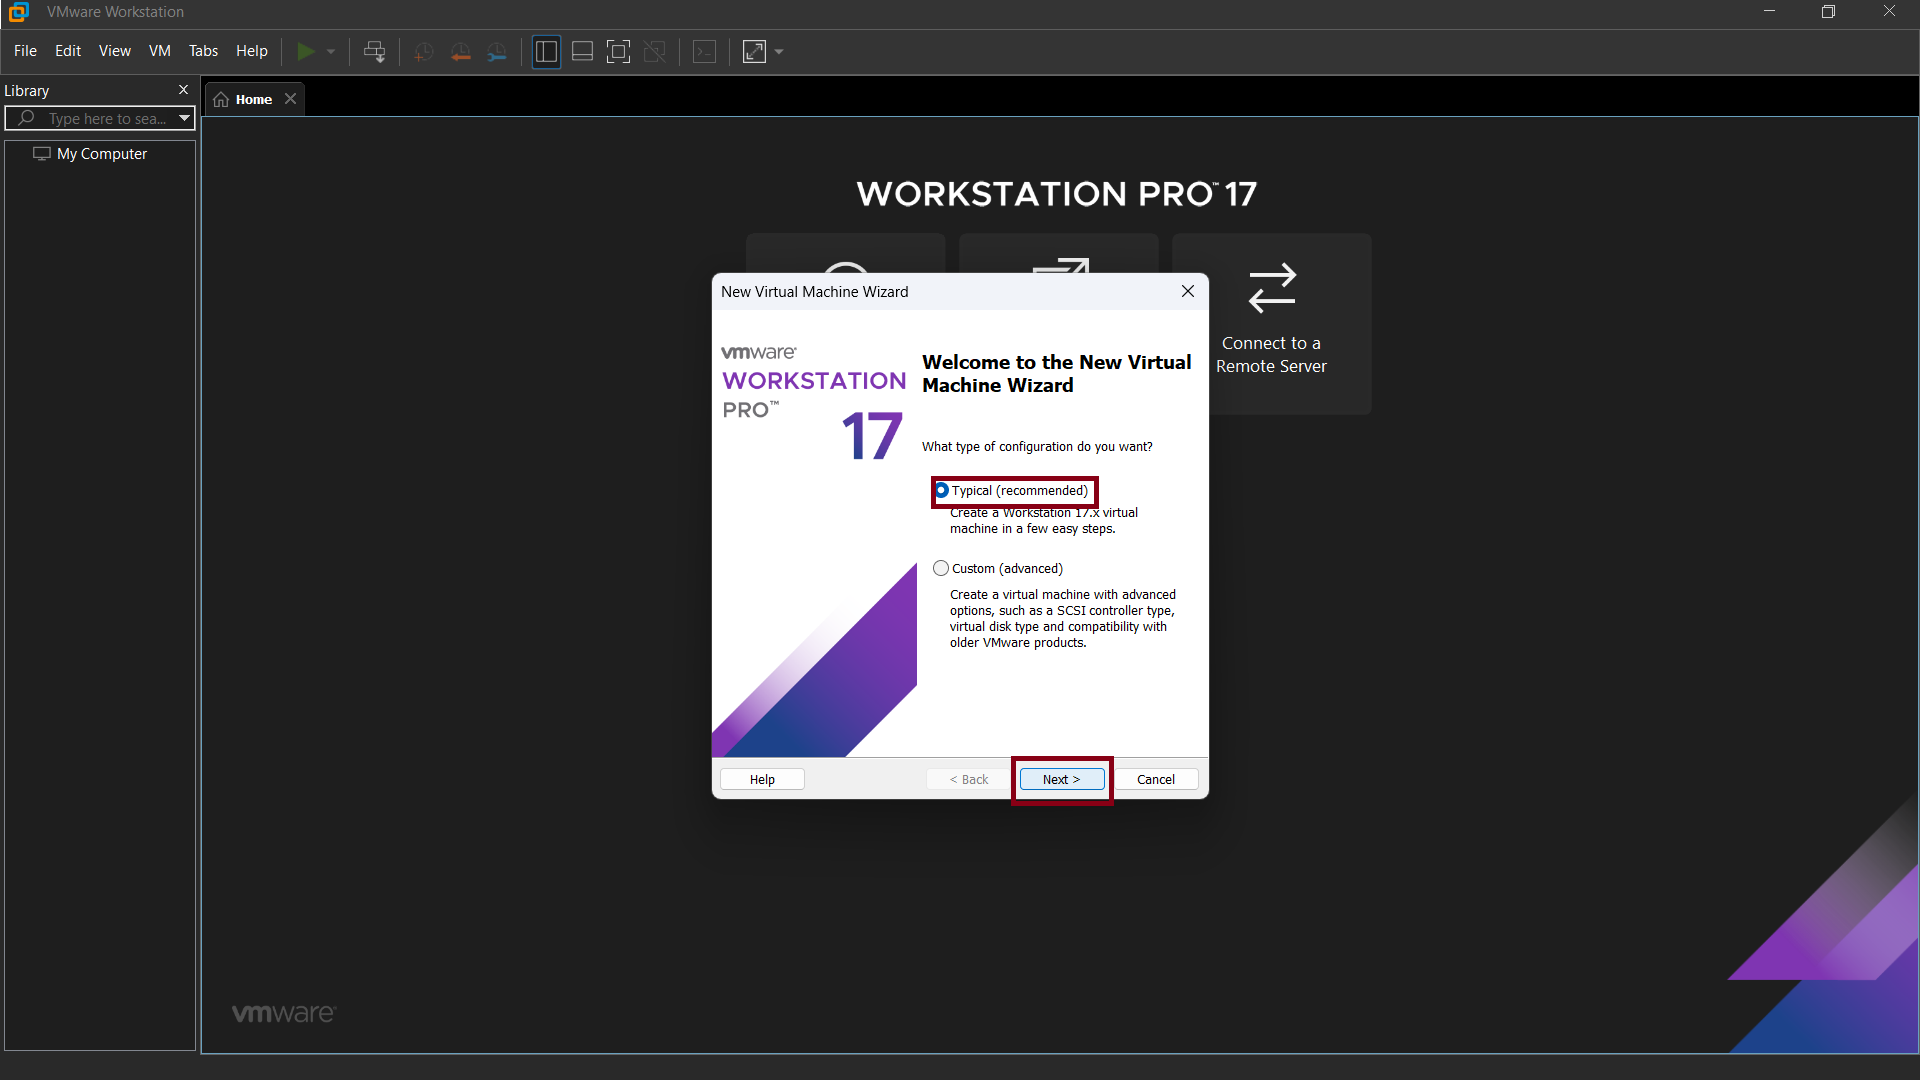 VMware Workstation
File Edit View VM Tabs Help
Library
Home
Type here to sea...
My Computer
WORKSTATION PRO™ 17
Connect to a
Remote Server
New Virtual Machine Wizard
vmware®
WORKSTATION
PRO™
17
Welcome to the New Virtual
Machine Wizard
What type of configuration do you want?
Typical (recommended)
Create a Workstation 17.x virtual
machine in a few easy steps.
Custom (advanced)
Create a virtual machine with advanced
options, such as a SCSI controller type,
virtual disk type and compatibility with
older VMware products.
Help
< Back
Next >
Cancel
vmware®